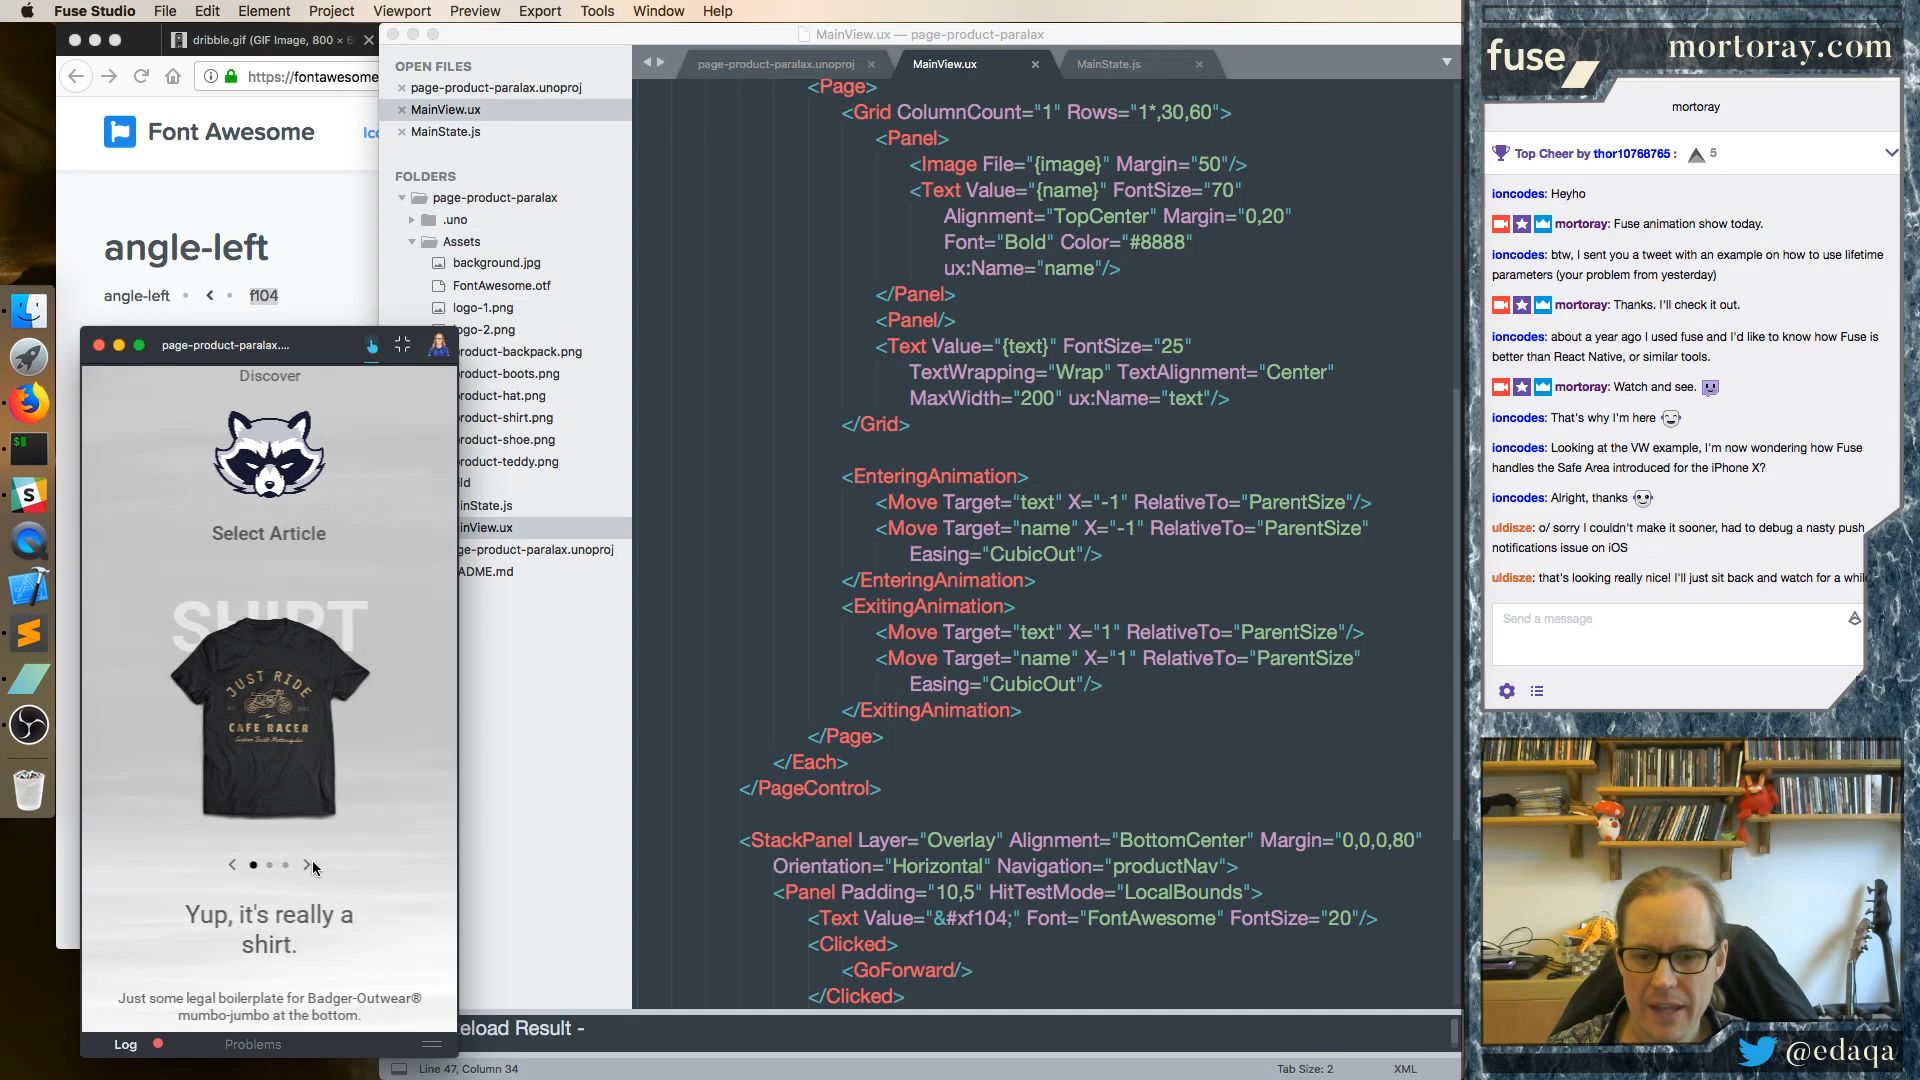 Fuse Studio File Edit Element Project Viewport Preview Export Tools Window Help
dribble.gif (GIF Image, 800 × 6
https://fontawesome
Font Awesome
angle-left
angle-left • • f104
MainView.ux — page-product-paralax
OPEN FILES
page-product-paralax.unoproj
MainView.ux
MainState.js
FOLDERS
page-product-paralax
.uno
Assets
background.jpg
FontAwesome.otf
logo-1.png
ogo-2.png
roduct-backpack.png
roduct-boots.png
roduct-hat.png
roduct-shirt.png
roduct-shoe.png
roduct-teddy.png
ld
inState.js
inView.ux
ge-product-paralax.unoproj
ADME.md
page-product-paralax....
Discover
Select Article
SHIRT
JUST RIDE
CAFE RACER
Yup, it's really a
shirt.
Just some legal boilerplate for Badger-Outwear®
mumbo-jumbo at the bottom.
Log Problems
page-product-paralax.unoproj MainView.ux MainState.js
<Page>
<Grid ColumnCount="1" Rows="1*,30,60">
<Panel>
<Image File="{image}" Margin="50"/>
<Text Value="{name}" FontSize="70"
Alignment="TopCenter" Margin="0,20"
Font="Bold" Color="#8888"
ux:Name="name"/>
</Panel>
<Panel/>
<Text Value="{text}" FontSize="25"
TextWrapping="Wrap" TextAlignment="Center"
MaxWidth="200" ux:Name="text"/>
</Grid>
<EnteringAnimation>
<Move Target="text" X="-1" RelativeTo="ParentSize"/>
<Move Target="name" X="-1" RelativeTo="ParentSize"
Easing="CubicOut"/>
</EnteringAnimation>
<ExitingAnimation>
<Move Target="text" X="1" RelativeTo="ParentSize"/>
<Move Target="name" X="1" RelativeTo="ParentSize"
Easing="CubicOut"/>
</ExitingAnimation>
</Page>
</Each>
</PageControl>
<StackPanel Layer="Overlay" Alignment="BottomCenter" Margin="0,0,0,80"
Orientation="Horizontal" Navigation="productNav">
<Panel Padding="10,5" HitTestMode="LocalBounds">
<Text Value="&#xf104;" Font="FontAwesome" FontSize="20"/>
<Clicked>
<GoForward/>
</Clicked>
eload Result -
Line 47, Column 34 Tab Size: 2 XML
fuse mortoray.com
mortoray
Top Cheer by thor10768765 : 5
ioncodes: Heyho
mortoray: Fuse animation show today.
ioncodes: btw, I sent you a tweet with an example on how to use lifetime
parameters (your problem from yesterday)
mortoray: Thanks. I'll check it out.
ioncodes: about a year ago I used fuse and I'd like to know how Fuse is
better than React Native, or similar tools.
mortoray: Watch and see.
ioncodes: That's why I'm here
ioncodes: Looking at the VW example, I'm now wondering how Fuse
handles the Safe Area introduced for the iPhone X?
ioncodes: Alright, thanks
uldisze: o/ sorry I couldn't make it sooner, had to debug a nasty push
notifications issue on iOS
uldisze: that's looking really nice! I'll just sit back and watch for a whil
Send a message
@edaqa